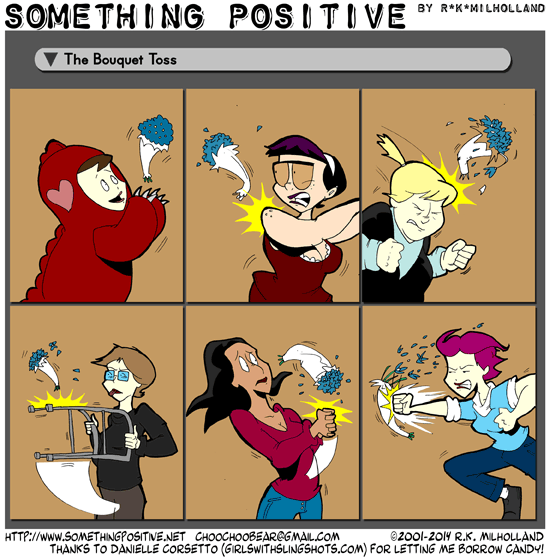 SOMETHING POSITIVE BY R*K*MILHOLLAND
▼ The Bouquet Toss
HTTP://WWW.SOMETHINGPOSITIVE.NET CHOOCHOOBEAR@GMAIL.COM ©2001-2014 R.K. MILHOLLAND
THANKS TO DANIELLE CORSETTO (GIRLSWITHSLINGSHOTS.COM) FOR LETTING ME BORROW CANDY!